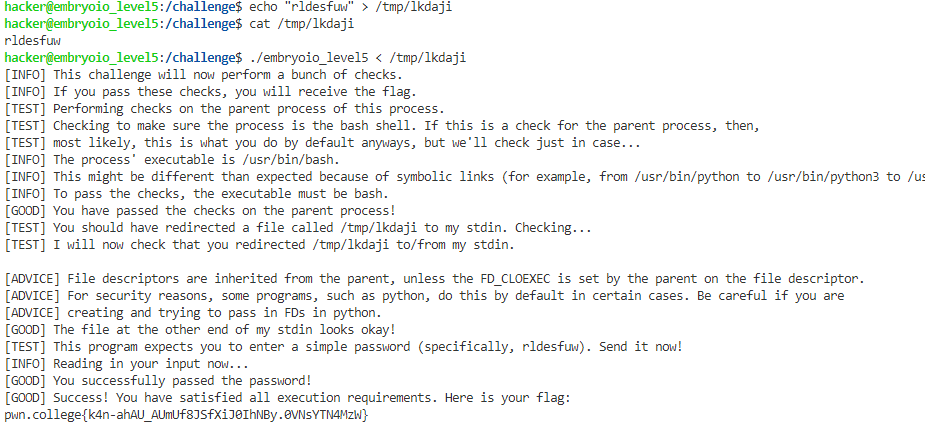 hacker@embryoio_level5:/challenge$ echo "rldesfuw" > /tmp/lkdaji
hacker@embryoio_level5:/challenge$ cat /tmp/lkdaji
rldesfuw
hacker@embryoio_level5:/challenge$ ./embryoio_level5 < /tmp/lkdaji
[INFO] This challenge will now perform a bunch of checks.
[INFO] If you pass these checks, you will receive the flag.
[TEST] Performing checks on the parent process of this process.
[TEST] Checking to make sure the process is the bash shell. If this is a check for the parent process, then,
[TEST] most likely, this is what you do by default anyways, but we'll check just in case...
[INFO] The process' executable is /usr/bin/bash.
[INFO] This might be different than expected because of symbolic links (for example, from /usr/bin/python to /usr/bin/python3 to /us
[INFO] To pass the checks, the executable must be bash.
[GOOD] You have passed the checks on the parent process!
[TEST] You should have redirected a file called /tmp/lkdaji to my stdin. Checking...
[TEST] I will now check that you redirected /tmp/lkdaji to/from my stdin.
[ADVICE] File descriptors are inherited from the parent, unless the FD_CLOEXEC is set by the parent on the file descriptor.
[ADVICE] For security reasons, some programs, such as python, do this by default in certain cases. Be careful if you are
[ADVICE] creating and trying to pass in FDs in python.
[GOOD] The file at the other end of my stdin looks okay!
[TEST] This program expects you to enter a simple password (specifically, rldesfuw). Send it now!
[INFO] Reading in your input now...
[GOOD] You successfully passed the password!
[GOOD] Success! You have satisfied all execution requirements. Here is your flag:
pwn.college{k4n-ahAU_AUmUf8JSfXiJ0IhNBy.0VNsYTN4MzW}